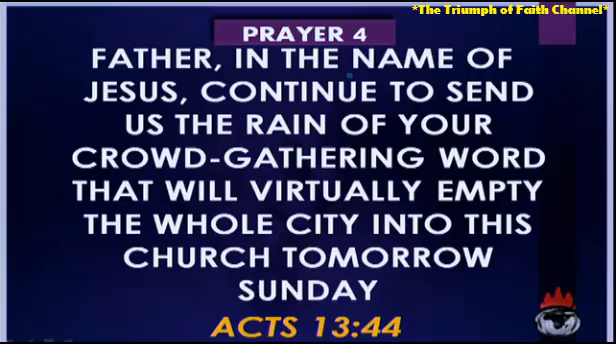 *The Triumph of Faith Channel*
PRAYER 4
FATHER, IN THE NAME OF
JESUS, CONTINUE TO SEND
US THE RAIN OF YOUR
CROWD-GATHERING WORD
THAT WILL VIRTUALLY EMPTY
THE WHOLE CITY INTO THIS
CHURCH TOMORROW
SUNDAY
ACTS 13:44